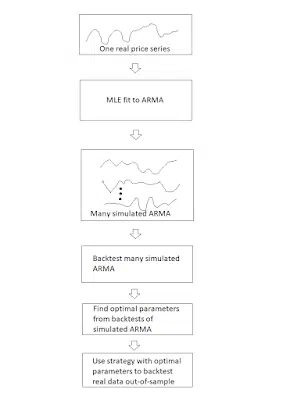 One real price series
MLE fit to ARMA
Many simulated ARMA
Backtest many simulated
ARMA
Find optimal parameters
from backtests of
simulated ARMA
Use strategy with optimal
parameters to backtest
real data out-of-sample